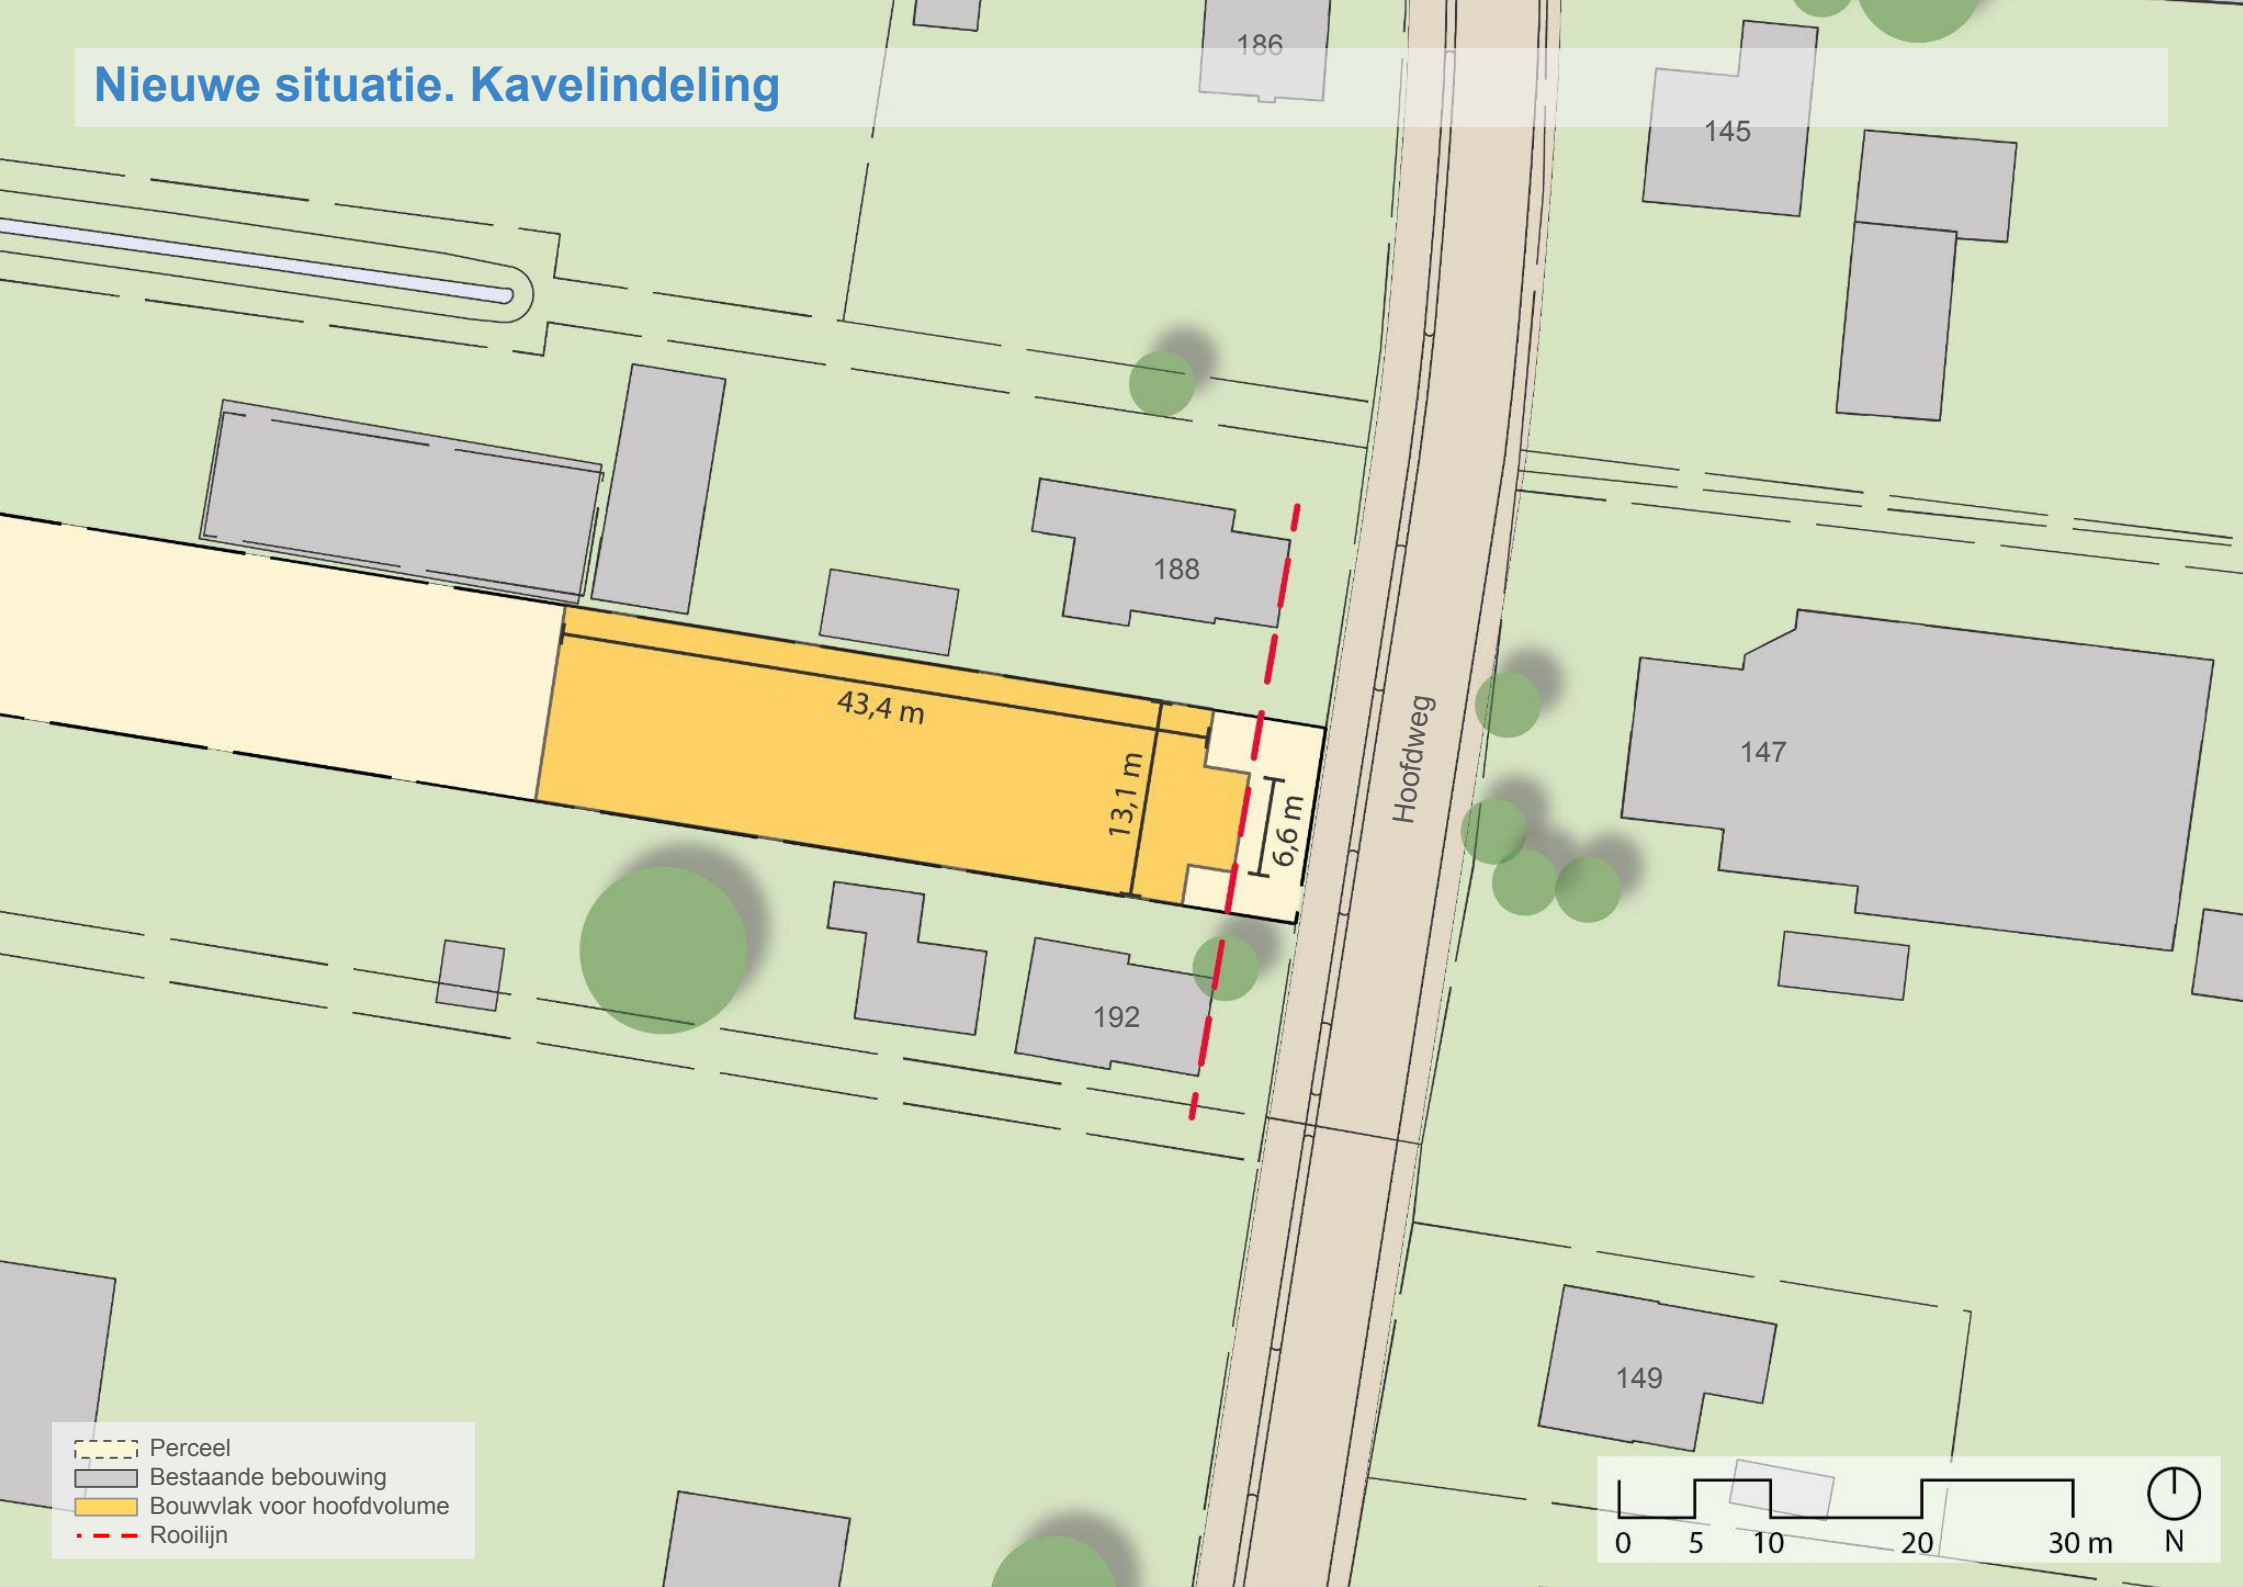 186
Nieuwe situatie. Kavelindeling
145
188
43,4 m
13,1 m
6,6 m
Hoofdweg
147
192
149
Perceel
Bestaande bebouwing
Bouwvlak voor hoofdvolume
Rooilijn
0 5 10 20 30 m N